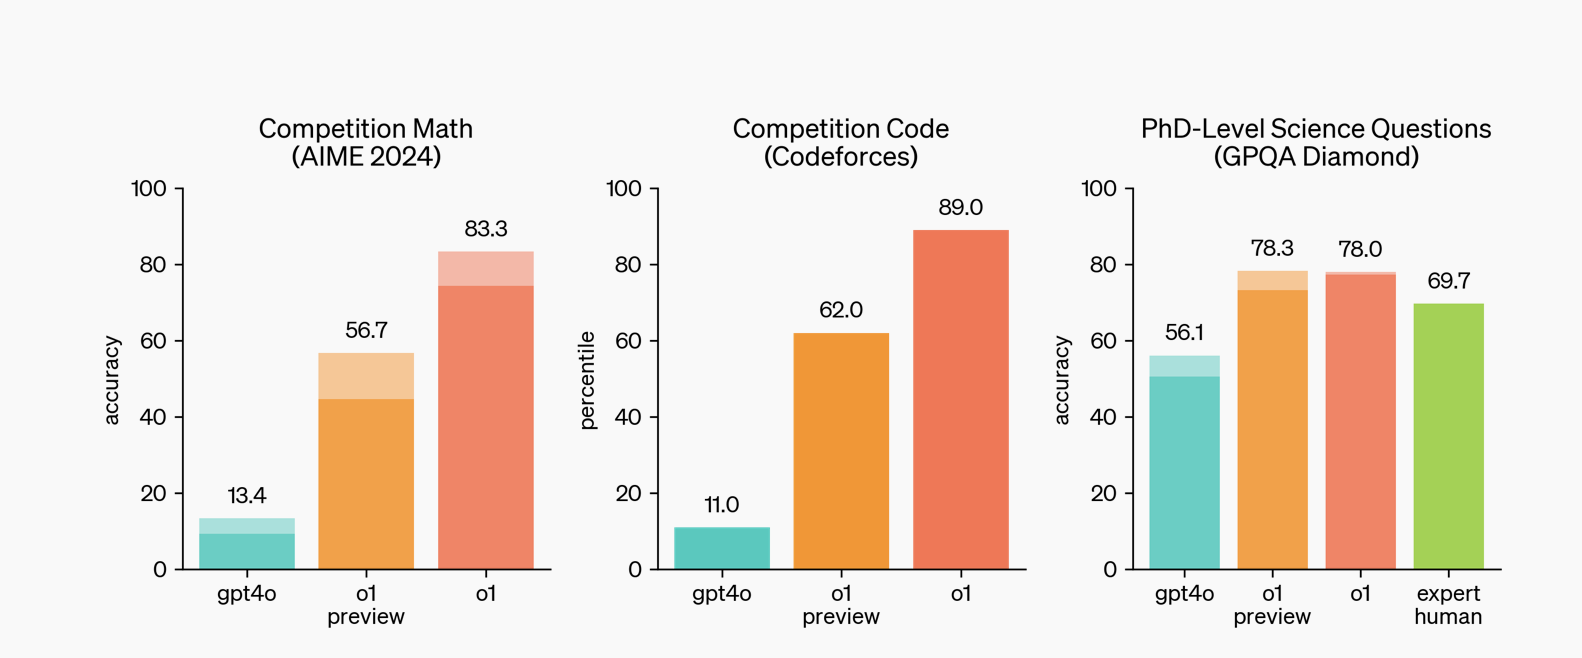 Competition Math
(AIME 2024)
accuracy
100
80
60
40
20
0
13.4
56.7
83.3
gpt4o
o1
preview
o1
Competition Code
(Codeforces)
percentile
100
80
60
40
20
0
11.0
62.0
89.0
gpt4o
o1
preview
o1
PhD-Level Science Questions
(GPQA Diamond)
accuracy
100
80
60
40
20
0
56.1
78.3
78.0
69.7
gpt4o
o1
preview
o1
expert
human